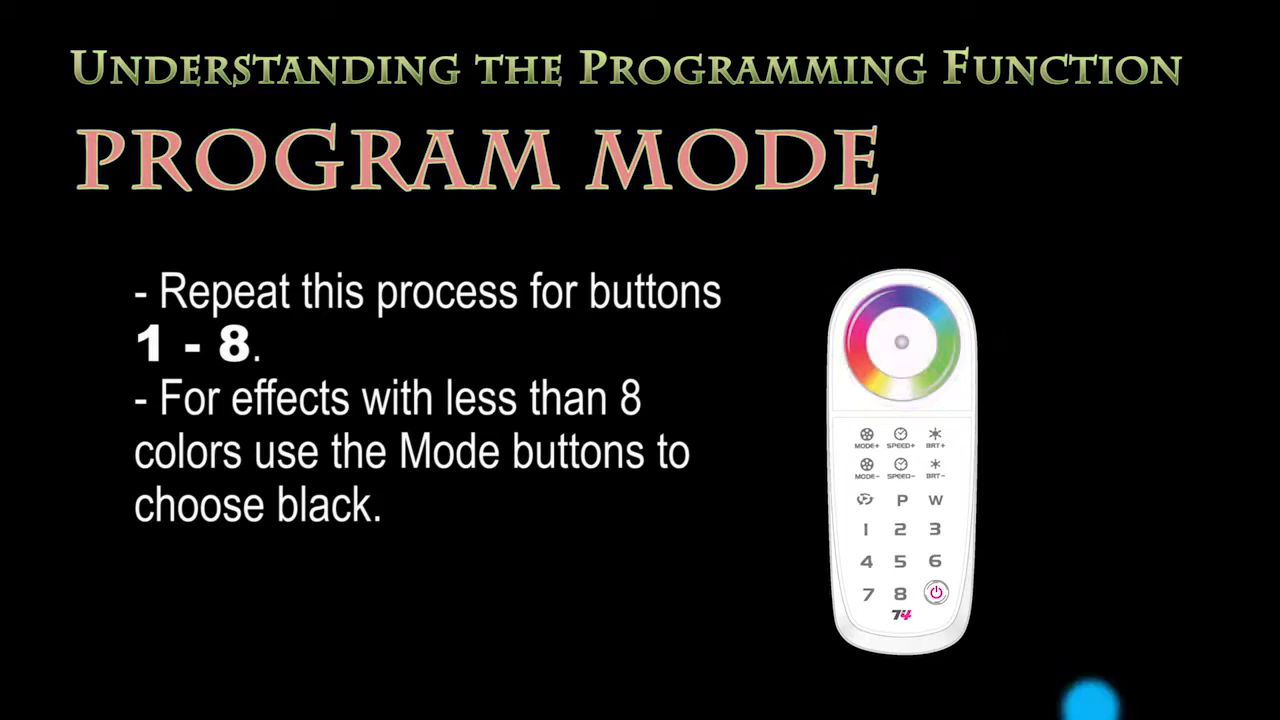 UNDERSTANDING THE PROGRAMMING FUNCTION
PROGRAM MODE
- Repeat this process for buttons
1 - 8.
- For effects with less than 8
colors use the Mode buttons to
choose black.
MODE+ SPEED+ BRT+
MODE- SPEED- BRT-
P W
1 2 3
4 5 6
7 8
T4